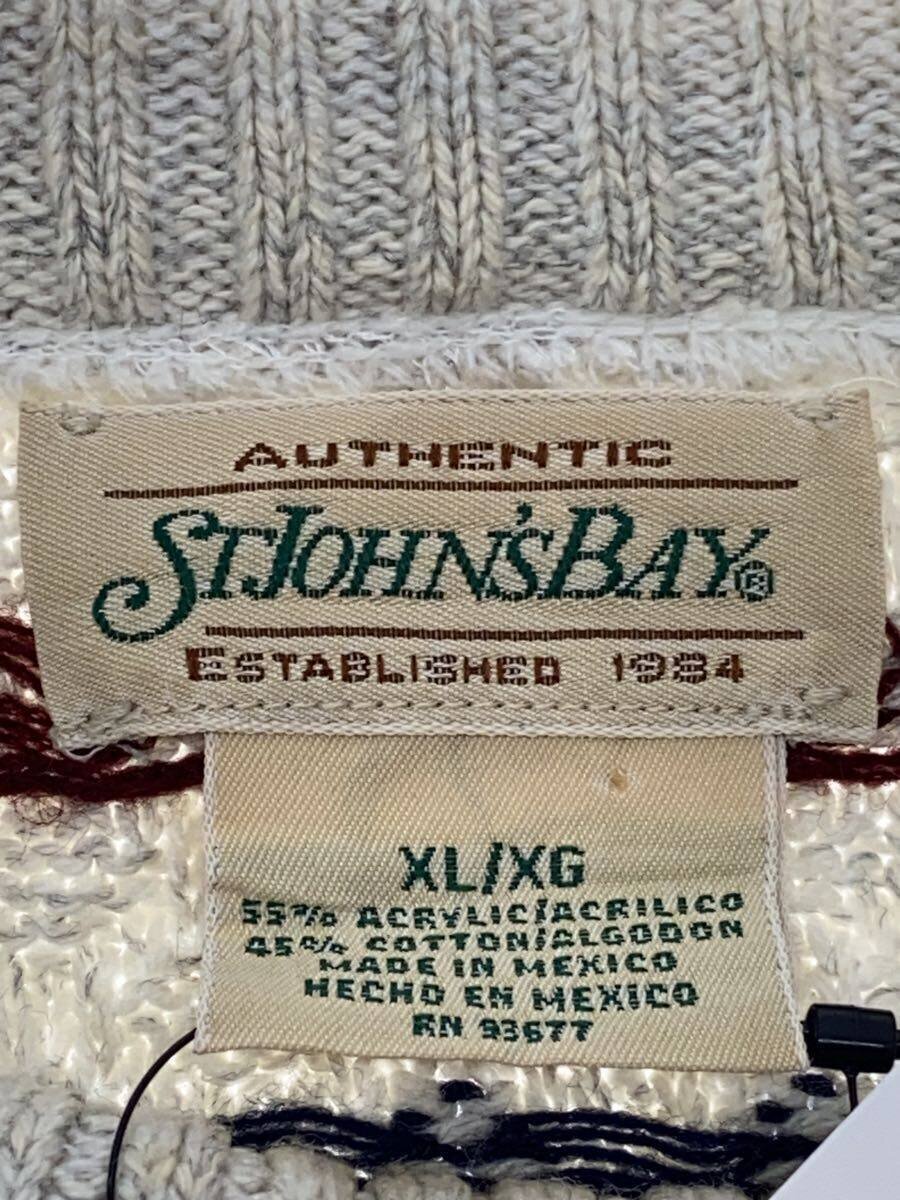 AUTHENTIC
ST JOHN'S BAY®
ESTABLISHED 1984
XL/XG
55% ACRYLIC/ACRILICO
45% COTTON/ALGODON
MADE IN MEXICO
HECHO EN MEXICO
RN 93677